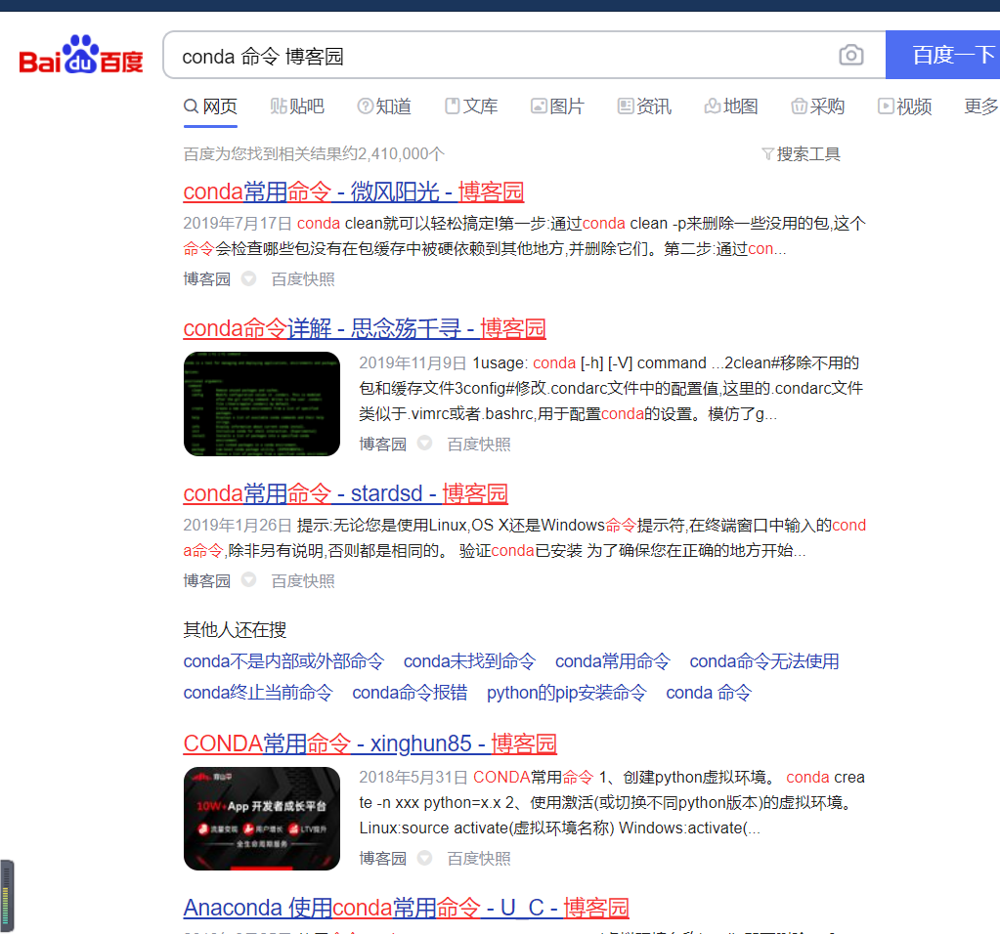 Baidu百度
conda 命令 博客园
百度一下
网页 贴吧 知道 文库 图片 资讯 地图 采购 视频 更多
百度为您找到相关结果约2,410,000个
搜索工具
conda常用命令 - 微风阳光 - 博客园
2019年7月17日 conda clean就可以轻松搞定!第一步:通过conda clean -p来删除一些没用的包,这个
命令会检查哪些包没有在包缓存中被硬依赖到其他地方,并删除它们。第二步:通过con...
博客园 百度快照
conda命令详解 - 思念殇千寻 - 博客园
2019年11月9日 1usage: conda [-h] [-V] command ...2clean#移除不用的
包和缓存文件3config#修改.condarc文件中的配置值,这里的.condarc文件
类似于.vimrc或者.bashrc,用于配置conda的设置。模仿了g...
博客园 百度快照
conda常用命令 - stardsd - 博客园
2019年1月26日 提示:无论您是使用Linux,OS X还是Windows命令提示符,在终端窗口中输入的cond
a命令,除非另有说明,否则都是相同的。 验证conda已安装 为了确保您在正确的地方开始...
博客园 百度快照
其他人还在搜
conda不是内部或外部命令 conda未找到命令 conda常用命令 conda命令无法使用
conda终止当前命令 conda命令报错 python的pip安装命令 conda 命令
CONDA常用命令 - xinghun85 - 博客园
10W+App 开发者成长平台
流量变现 用户增长 LTV提升
全生命周期服务
2018年5月31日 CONDA常用命令 1、创建python虚拟环境。 conda crea
te -n xxx python=x.x 2、使用激活(或切换不同python版本)的虚拟环境。
Linux:source activate(虚拟环境名称) Windows:activate(...
博客园 百度快照
Anaconda 使用conda常用命令 - U_C - 博客园